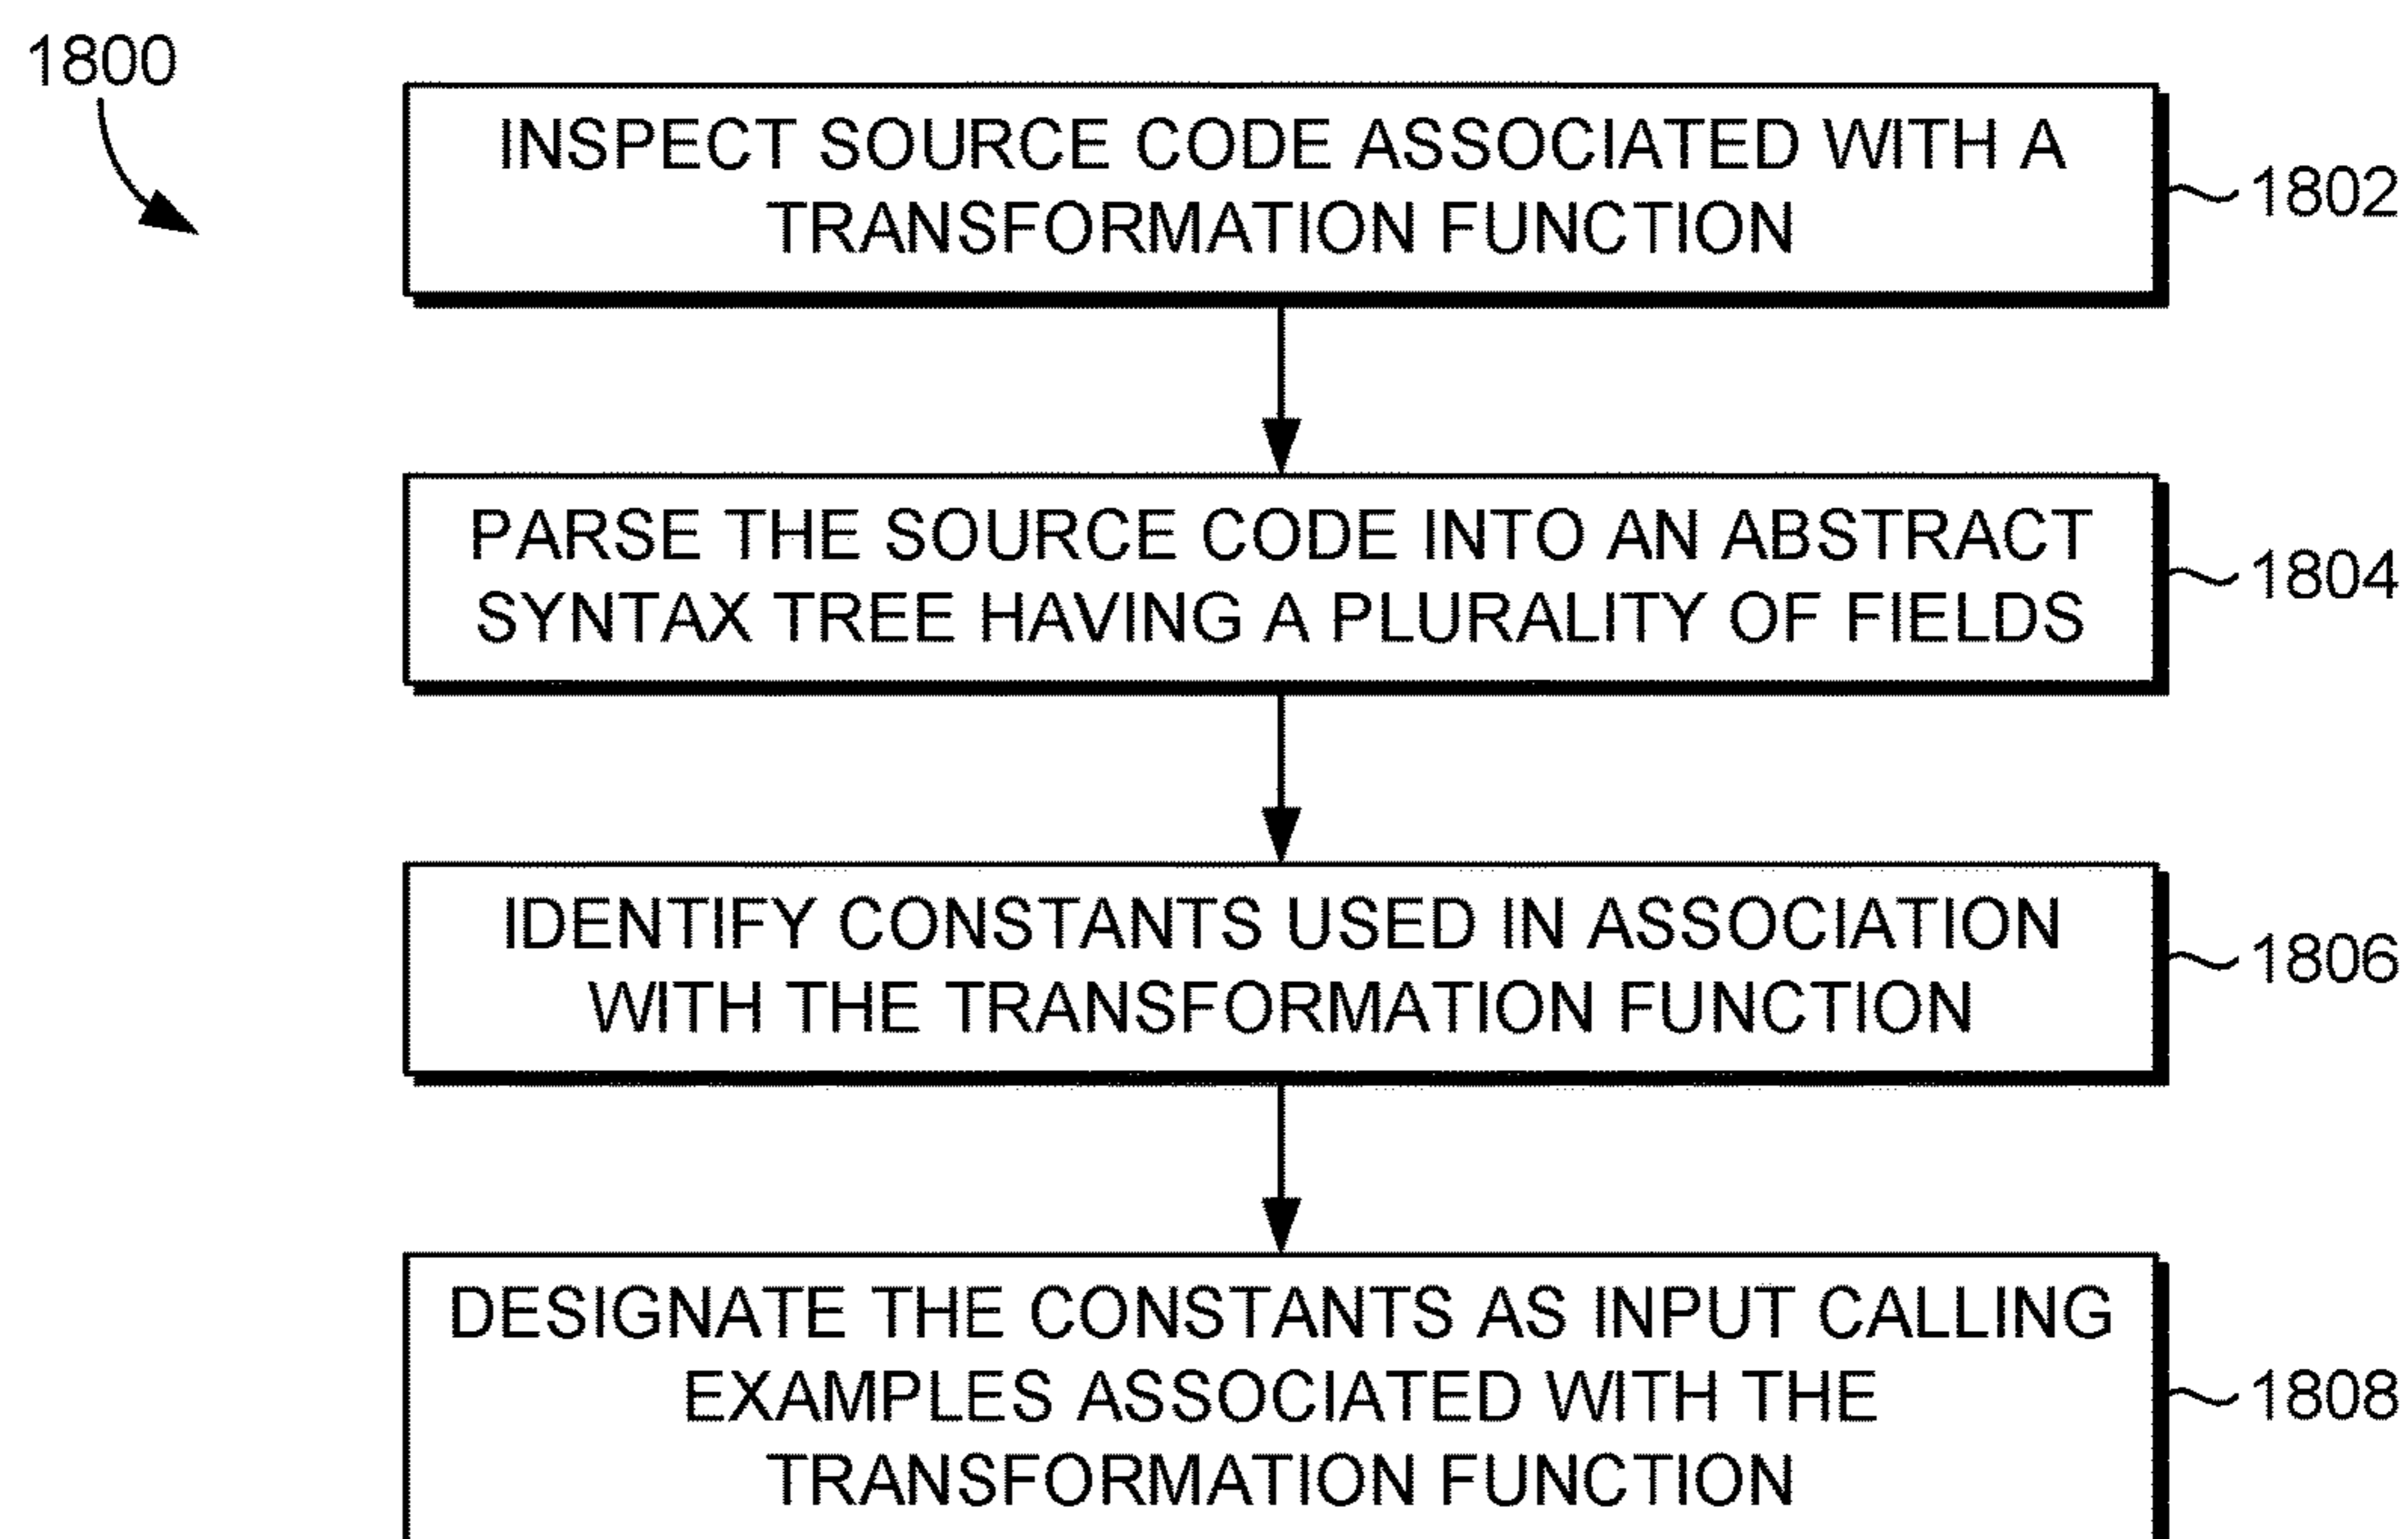 1800
INSPECT SOURCE CODE ASSOCIATED WITH A
TRANSFORMATION FUNCTION
1802
PARSE THE SOURCE CODE INTO AN ABSTRACT
SYNTAX TREE HAVING A PLURALITY OF FIELDS
1804
IDENTIFY CONSTANTS USED IN ASSOCIATION
WITH THE TRANSFORMATION FUNCTION
1806
DESIGNATE THE CONSTANTS AS INPUT CALLING
EXAMPLES ASSOCIATED WITH THE
TRANSFORMATION FUNCTION
1808